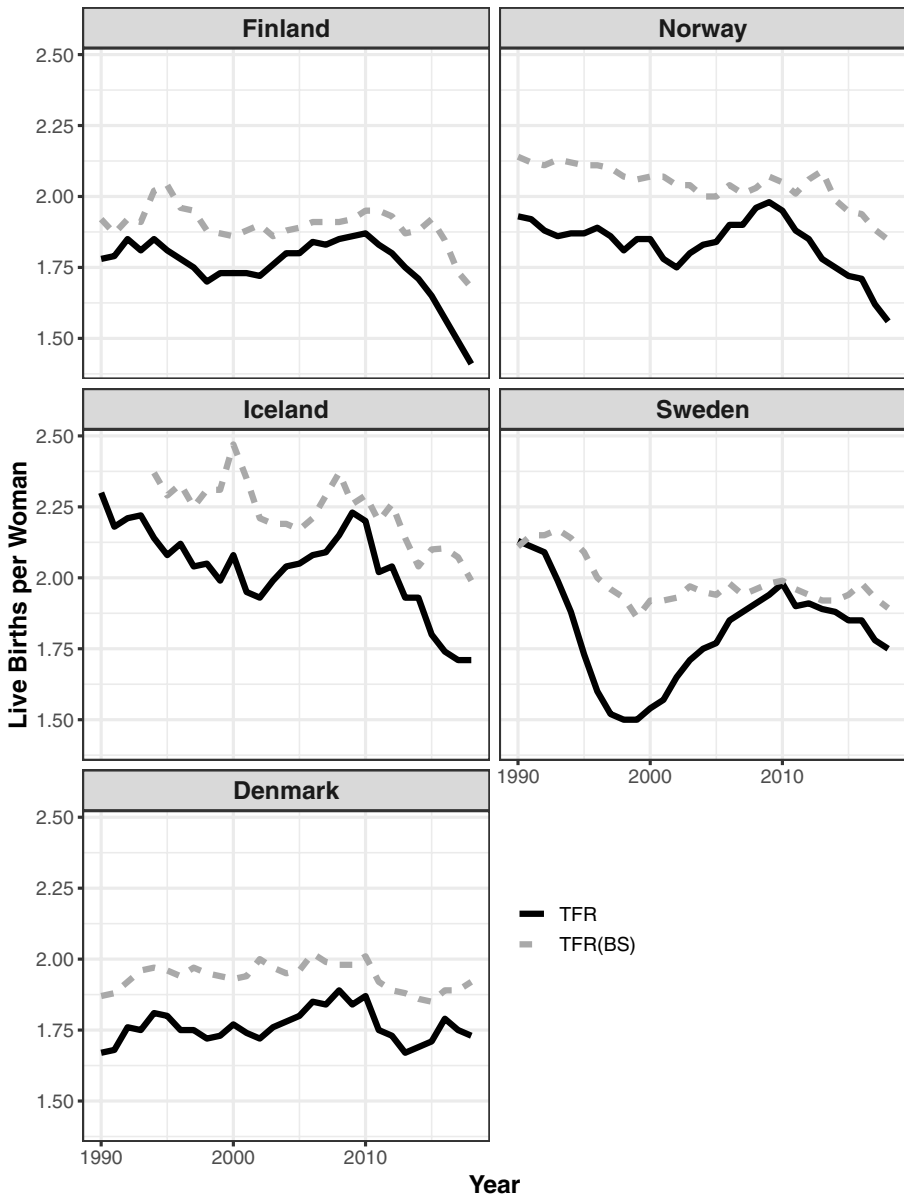 Finland
Norway
2.50
2.25
2.00
1.75
1.50
Iceland
Sweden
2.50
2.25
2.00
1.75
1.50
1990
2000
2010
Denmark
2.50
2.25
2.00
1.75
1.50
1990
2000
2010
Live Births per Woman
Year
TFR
TFR(BS)